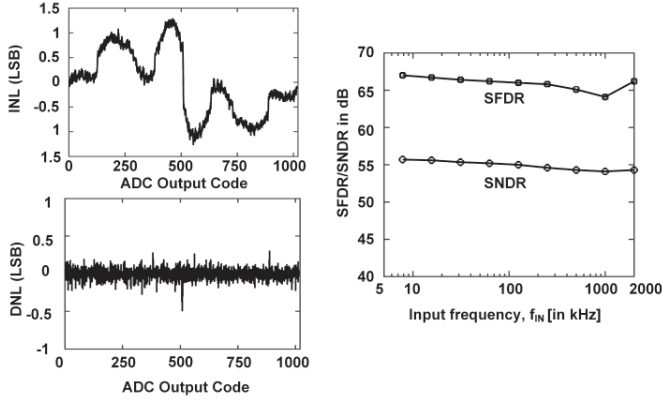 1.5
1
0.5
0
-0.5
1
1.5
INL (LSB)
0 250 500 750 1000
ADC Output Code
1
0.5
0
-0.5
-1
DNL (LSB)
0 250 500 750 1000
ADC Output Code
70
65
60
55
50
45
40
SFDR/SNDR in dB
SFDR
SNDR
5 10 100 1000 2000
Input frequency, fIN [in kHz]